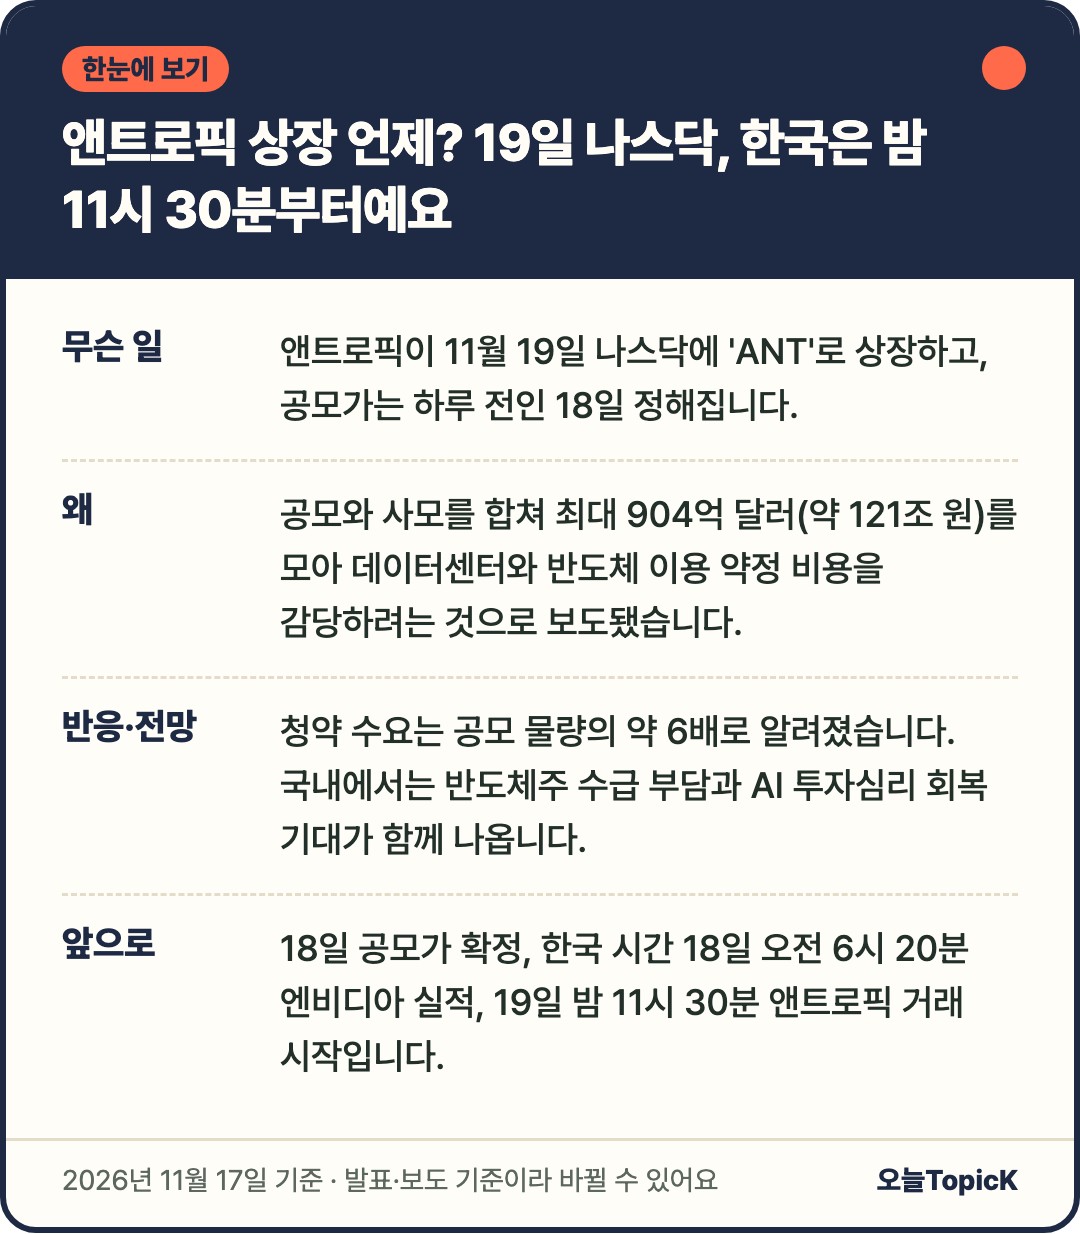 한눈에 보기
앤트로픽 상장 언제? 19일 나스닥, 한국은 밤
11시 30분부터예요
무슨 일
앤트로픽이 11월 19일 나스닥에 'ANT'로 상장하고,
공모가는 하루 전인 18일 정해집니다.
왜
공모와 사모를 합쳐 최대 904억 달러(약 121조 원)를
모아 데이터센터와 반도체 이용 약정 비용을
감당하려는 것으로 보도됐습니다.
반응·전망
청약 수요는 공모 물량의 약 6배로 알려졌습니다.
국내에서는 반도체주 수급 부담과 AI 투자심리 회복
기대가 함께 나옵니다.
앞으로
18일 공모가 확정, 한국 시간 18일 오전 6시 20분
엔비디아 실적, 19일 밤 11시 30분 앤트로픽 거래
시작입니다.
2026년 11월 17일 기준 · 발표·보도 기준이라 바뀔 수 있어요
오늘TopicK